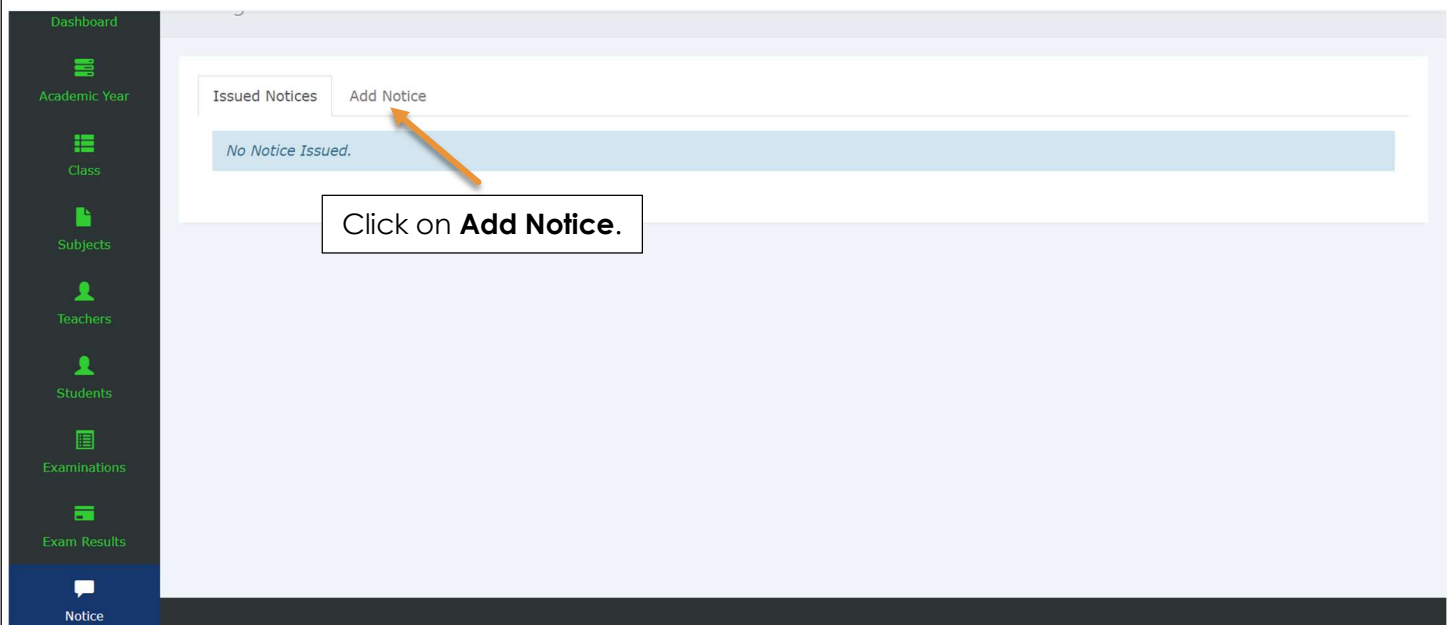 Dashboard
Academic Year
Class
Subjects
Teachers
Students
Examinations
Exam Results
Notice
Issued Notices
Add Notice
No Notice Issued.
Click on Add Notice.